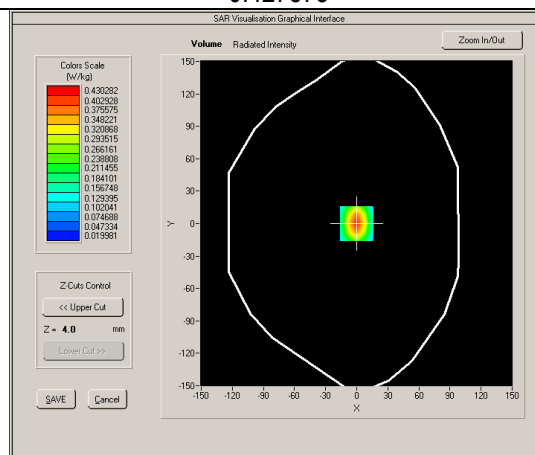 SAR Visualisation Graphical Interface
Volume Radiated Intensity
Zoom In/Out
Colors Scale
(W/kg)
0.430282
0.402928
0.375575
0.348221
0.320868
0.293515
0.266161
0.238808
0.211455
0.184101
0.156748
0.129395
0.102041
0.074688
0.047334
0.019981
Z-Cuts Control
<< Upper Cut
Z = 4.0 mm
Lower Cut >>
SAVE Cancel
150-
120-
90-
60-
30-
0-
-30-
-60-
-90-
-120-
-150-
Y
-150 -120 -90 -60 -30 0 30 60 90 120 150
X